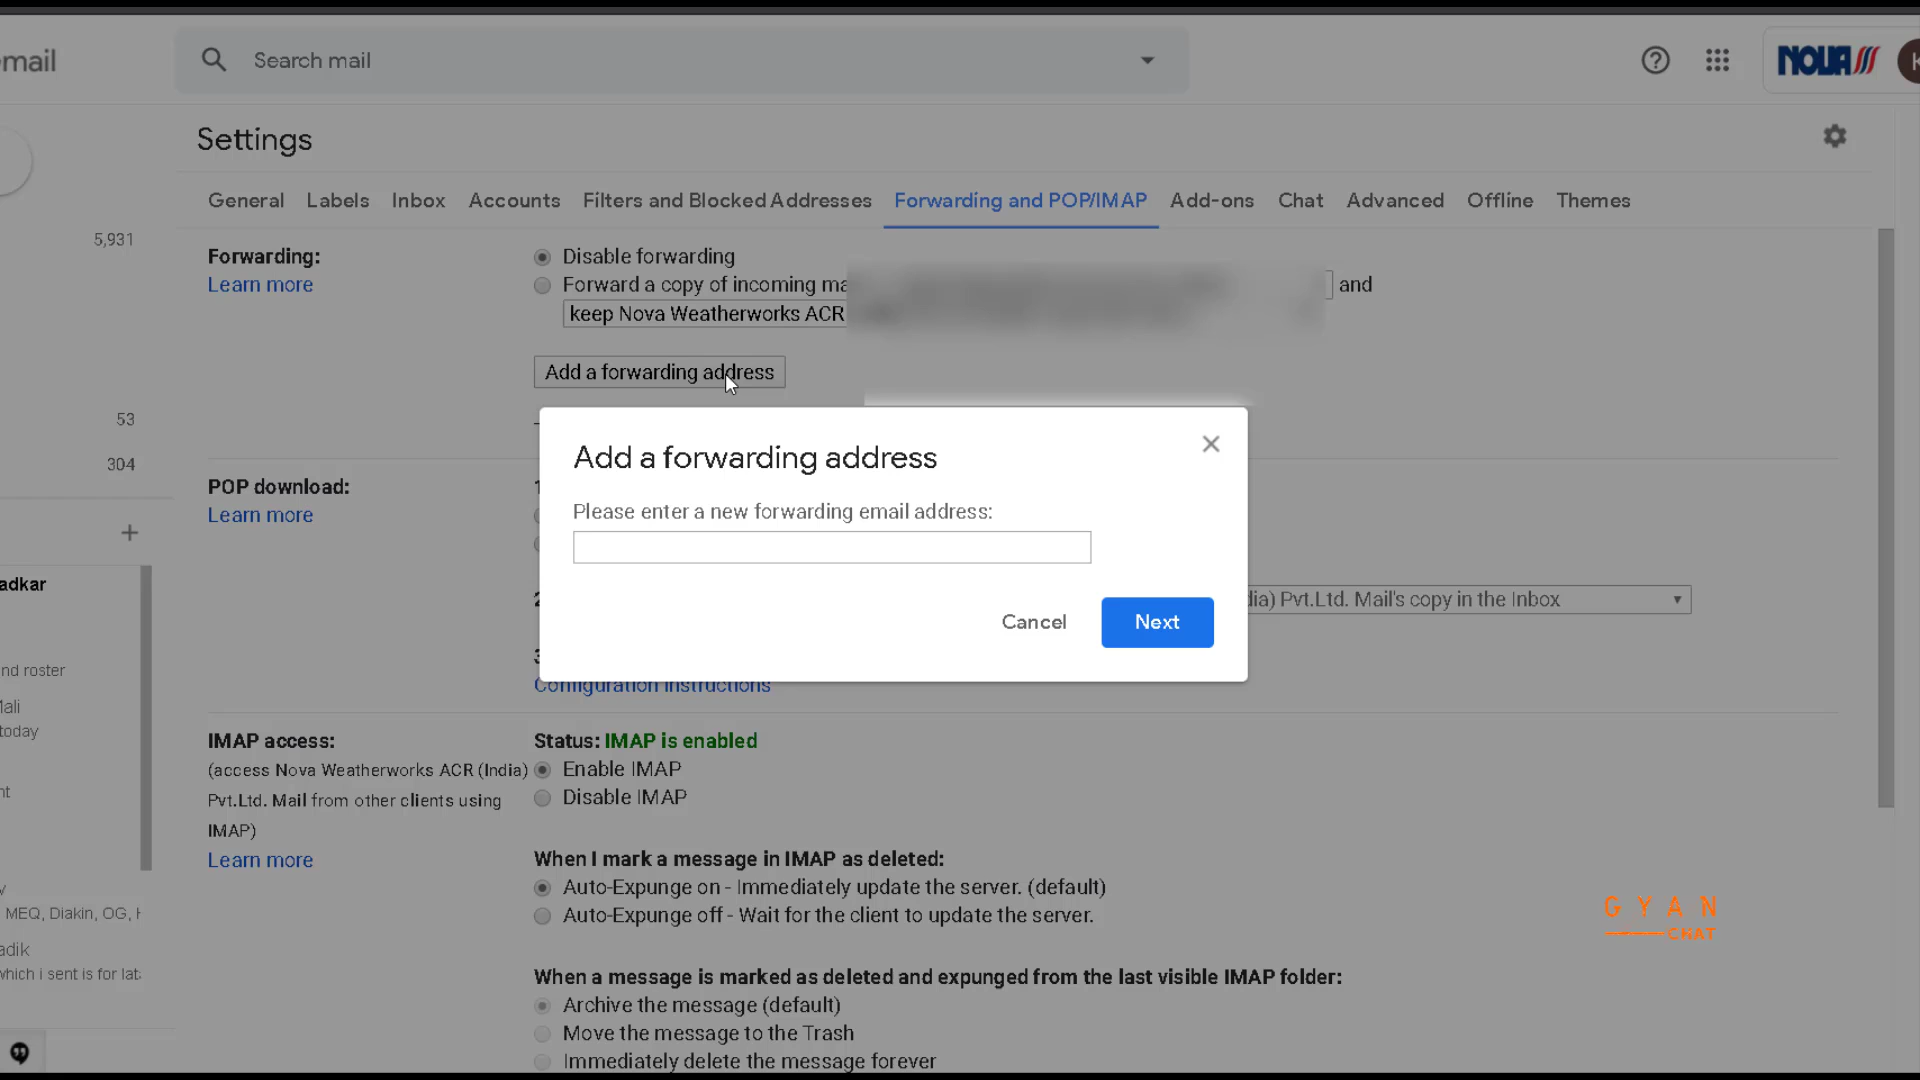 mail
Search mail
NOVA
K
Settings
General Labels Inbox Accounts Filters and Blocked Addresses Forwarding and POP/IMAP Add-ons Chat Advanced Offline Themes
5,931
53
304
adkar
nd roster
Mali
today
nt
y
MEQ, Diakin, OG, H
adik
which i sent is for lat
Forwarding:
Learn more
Disable forwarding
Forward a copy of incoming ma and
keep Nova Weatherworks ACR
Add a forwarding address
Add a forwarding address
Please enter a new forwarding email address:
Cancel Next
POP download:
Learn more
1
2
dia) Pvt.Ltd. Mail's copy in the Inbox
3
Configuration instructions
IMAP access:
(access Nova Weatherworks ACR (India)
Pvt.Ltd. Mail from other clients using
IMAP)
Learn more
Status: IMAP is enabled
Enable IMAP
Disable IMAP
When I mark a message in IMAP as deleted:
Auto-Expunge on - Immediately update the server. (default)
Auto-Expunge off - Wait for the client to update the server.
When a message is marked as deleted and expunged from the last visible IMAP folder:
Archive the message (default)
Move the message to the Trash
Immediately delete the message forever
GYAN
CHAT